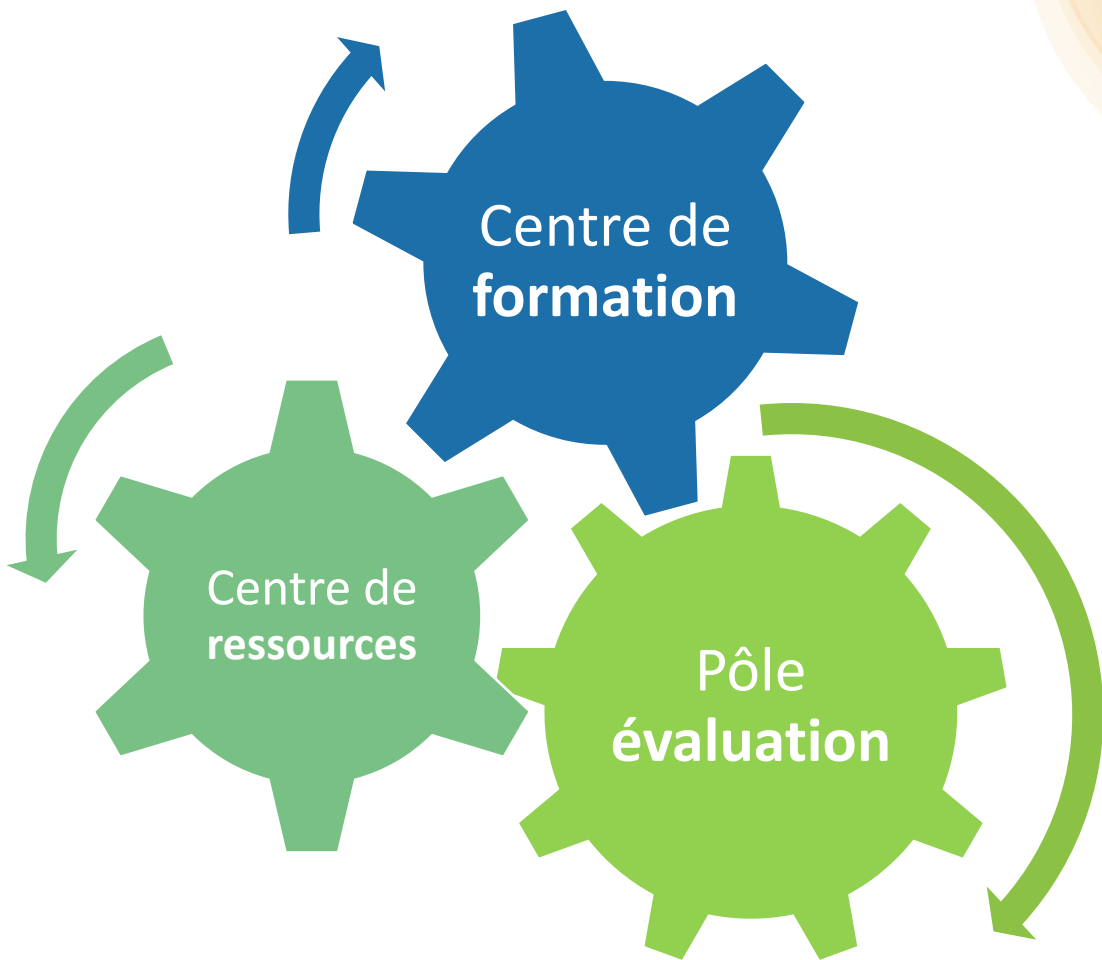 Centre de
formation
Centre de
ressources
Pôle
évaluation